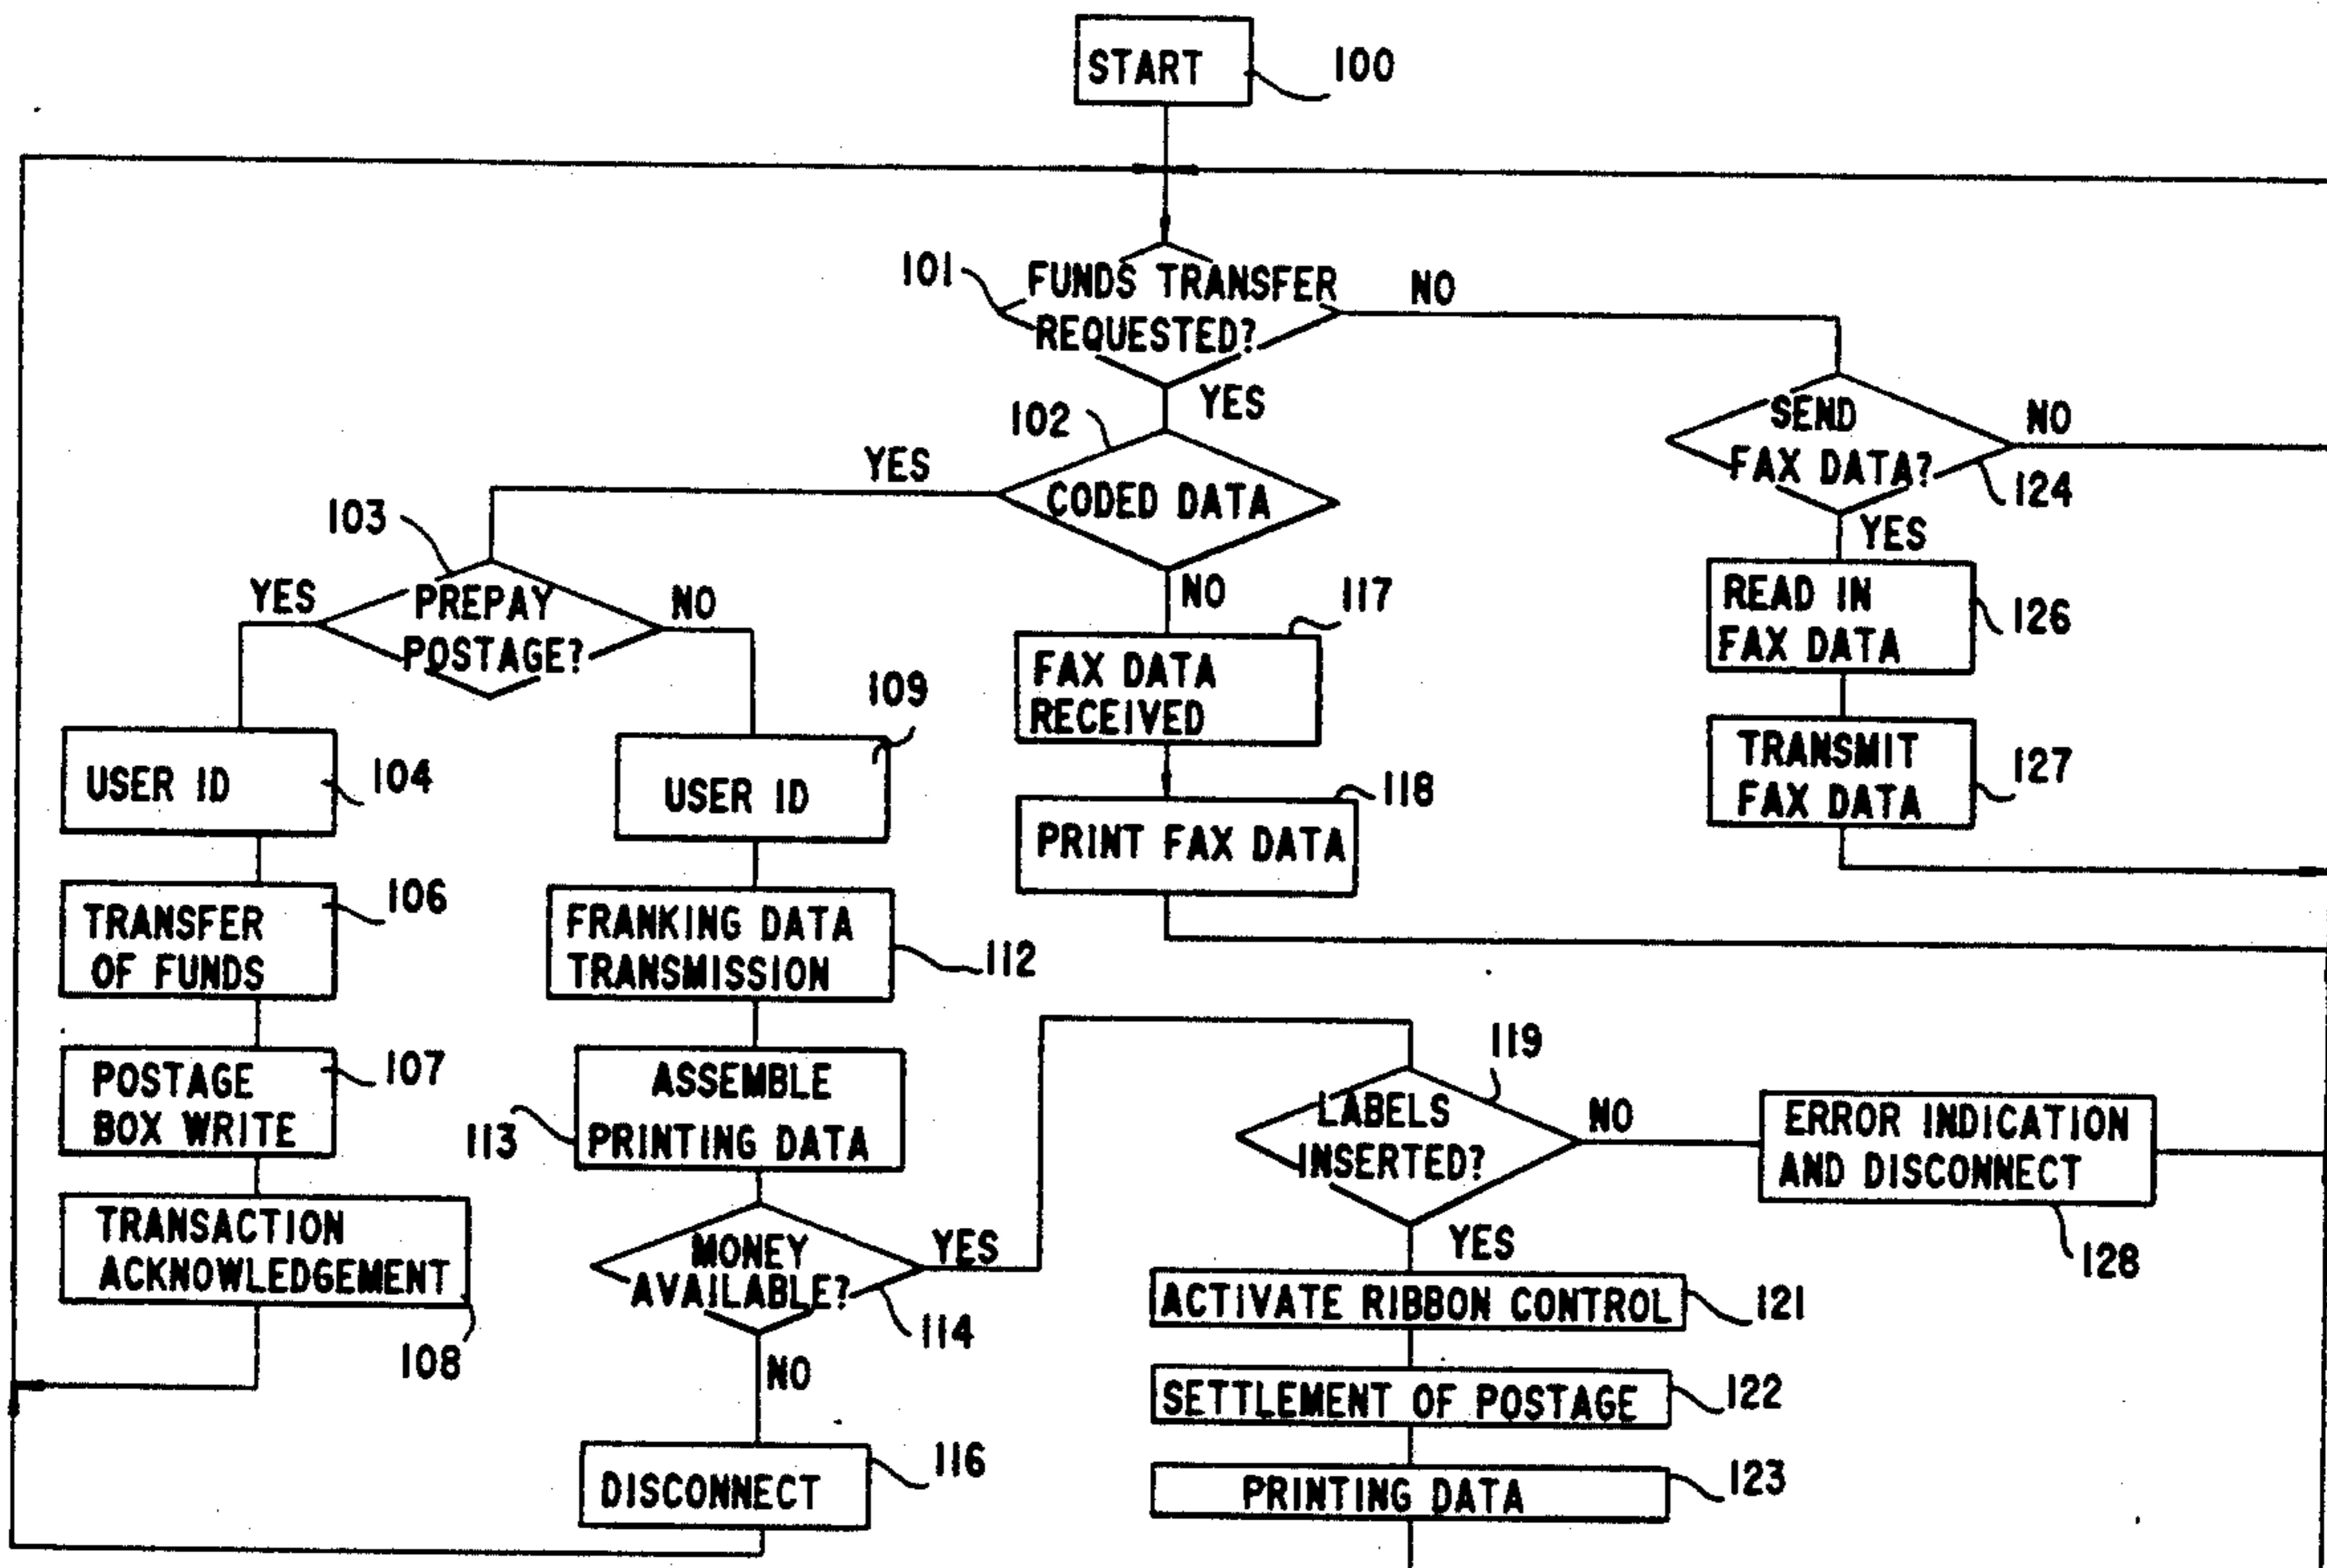 START
100
101
FUNDS TRANSFER
REQUESTED?
NO
YES
102
YES
CODED DATA
NO
SEND
FAX DATA?
NO
124
YES
103
YES
PREPAY
POSTAGE?
NO
117
FAX DATA
RECEIVED
READ IN
FAX DATA
126
109
USER ID
104
USER ID
118
PRINT FAX DATA
TRANSMIT
FAX DATA
127
TRANSFER
OF FUNDS
106
FRANKING DATA
TRANSMISSION
112
POSTAGE
BOX WRITE
107
113
ASSEMBLE
PRINTING DATA
119
LABELS
INSERTED?
NO
ERROR INDICATION
AND DISCONNECT
128
YES
TRANSACTION
ACKNOWLEDGEMENT
108
MONEY
AVAILABLE?
YES
114
NO
ACTIVATE RIBBON CONTROL
121
SETTLEMENT OF POSTAGE
122
DISCONNECT
116
PRINTING DATA
123